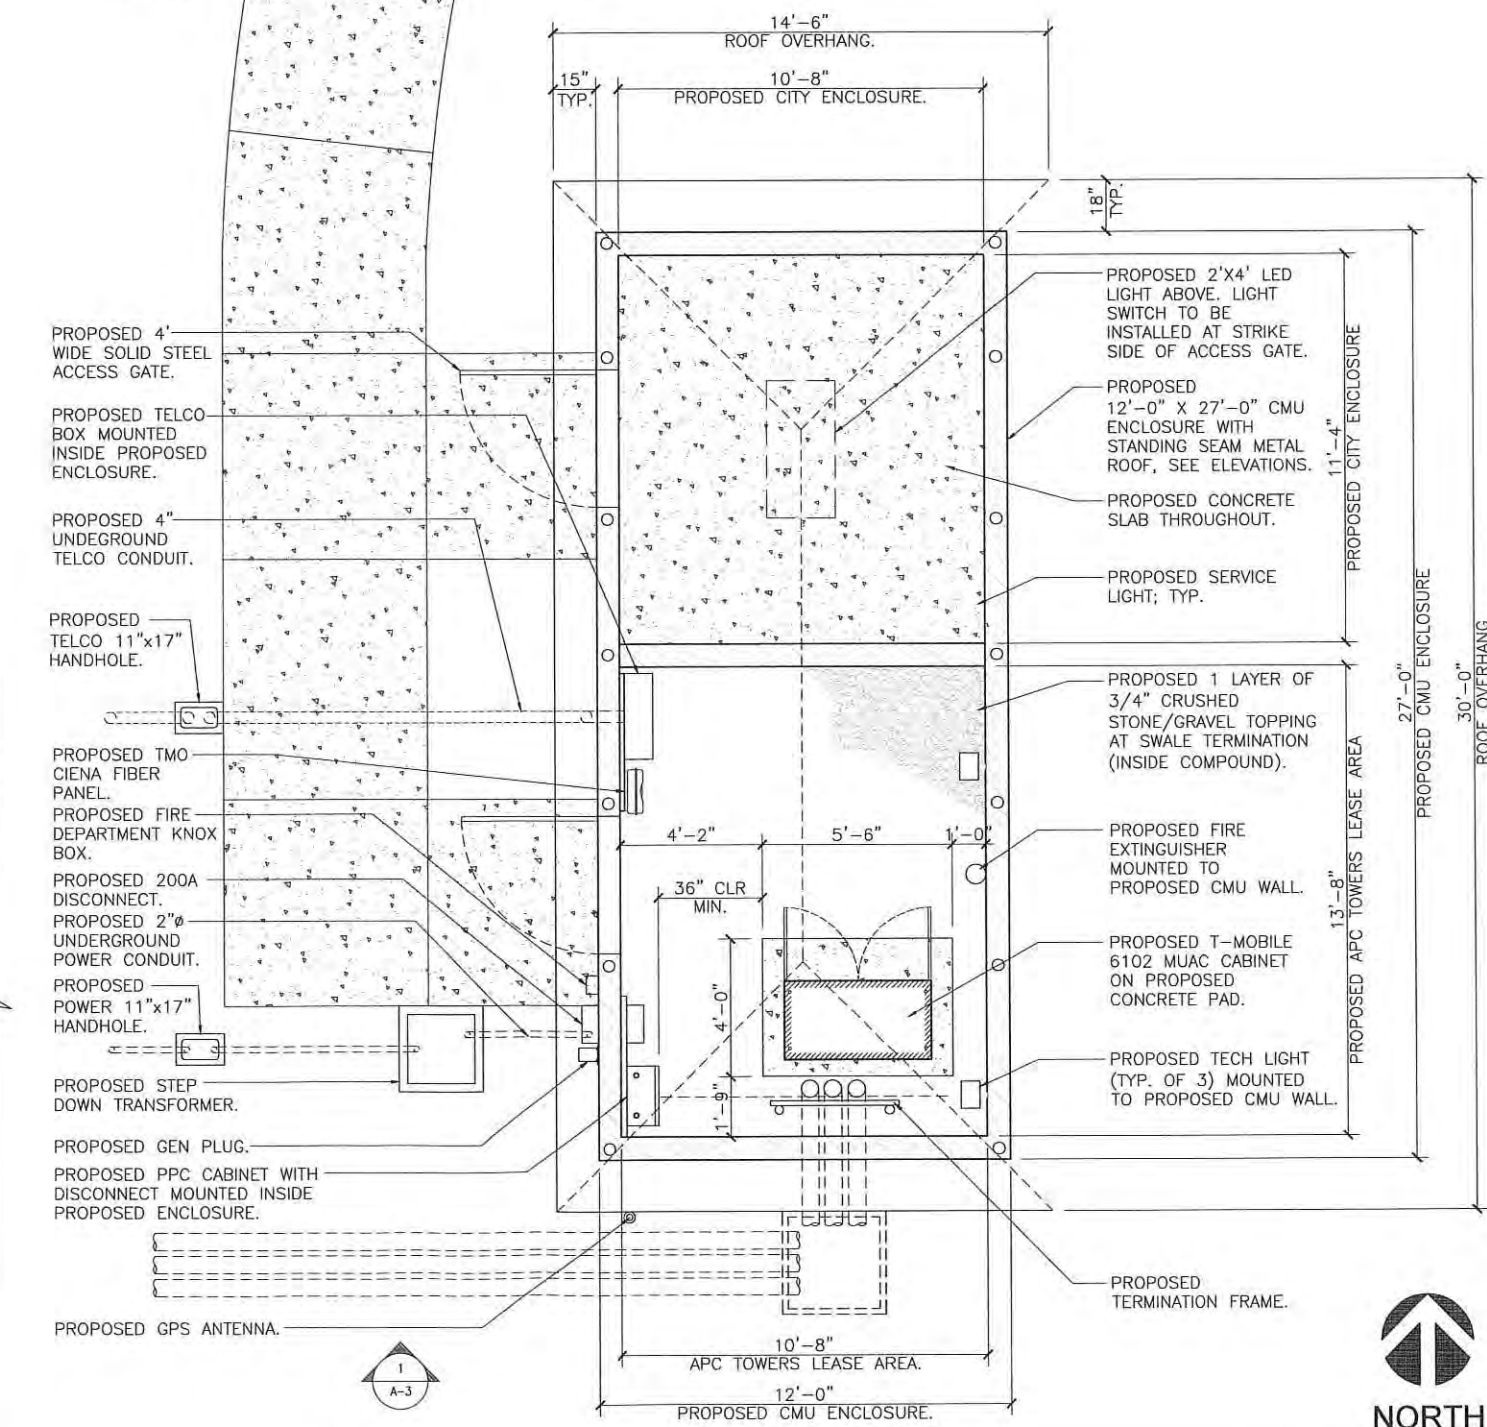 14'-6"
ROOF OVERHANG.
15"
TYP.
10'-8"
PROPOSED CITY ENCLOSURE.
18"
TYP.
PROPOSED 4'
WIDE SOLID STEEL
ACCESS GATE.
PROPOSED TELCO
BOX MOUNTED
INSIDE PROPOSED
ENCLOSURE.
PROPOSED 4"
UNDEGROUND
TELCO CONDUIT.
PROPOSED
TELCO 11"x17"
HANDHOLE.
PROPOSED TMO
CIENA FIBER
PANEL.
PROPOSED FIRE
DEPARTMENT KNOX
BOX.
PROPOSED 200A
DISCONNECT.
PROPOSED 2"ø
UNDERGROUND
POWER CONDUIT.
PROPOSED
POWER 11"x17"
HANDHOLE.
PROPOSED STEP
DOWN TRANSFORMER.
PROPOSED GEN PLUG.
PROPOSED PPC CABINET WITH
DISCONNECT MOUNTED INSIDE
PROPOSED ENCLOSURE.
PROPOSED GPS ANTENNA.
1
A-3
4'-2"
5'-6"
1'-0"
36" CLR
MIN.
4'-0"
1'-9"
PROPOSED 2'X4' LED
LIGHT ABOVE. LIGHT
SWITCH TO BE
INSTALLED AT STRIKE
SIDE OF ACCESS GATE.
PROPOSED
12'-0" X 27'-0" CMU
ENCLOSURE WITH
STANDING SEAM METAL
ROOF, SEE ELEVATIONS.
PROPOSED CONCRETE
SLAB THROUGHOUT.
PROPOSED SERVICE
LIGHT; TYP.
PROPOSED 1 LAYER OF
3/4" CRUSHED
STONE/GRAVEL TOPPING
AT SWALE TERMINATION
(INSIDE COMPOUND).
PROPOSED FIRE
EXTINGUISHER
MOUNTED TO
PROPOSED CMU WALL.
PROPOSED T-MOBILE
6102 MUAC CABINET
ON PROPOSED
CONCRETE PAD.
PROPOSED TECH LIGHT
(TYP. OF 3) MOUNTED
TO PROPOSED CMU WALL.
PROPOSED
TERMINATION FRAME.
11'-4"
PROPOSED CITY ENCLOSURE
13'-8"
PROPOSED APC TOWERS LEASE AREA
27'-0"
PROPOSED CMU ENCLOSURE
30'-0"
ROOF OVERHANG
10'-8"
APC TOWERS LEASE AREA.
12'-0"
PROPOSED CMU ENCLOSURE.
NORTH